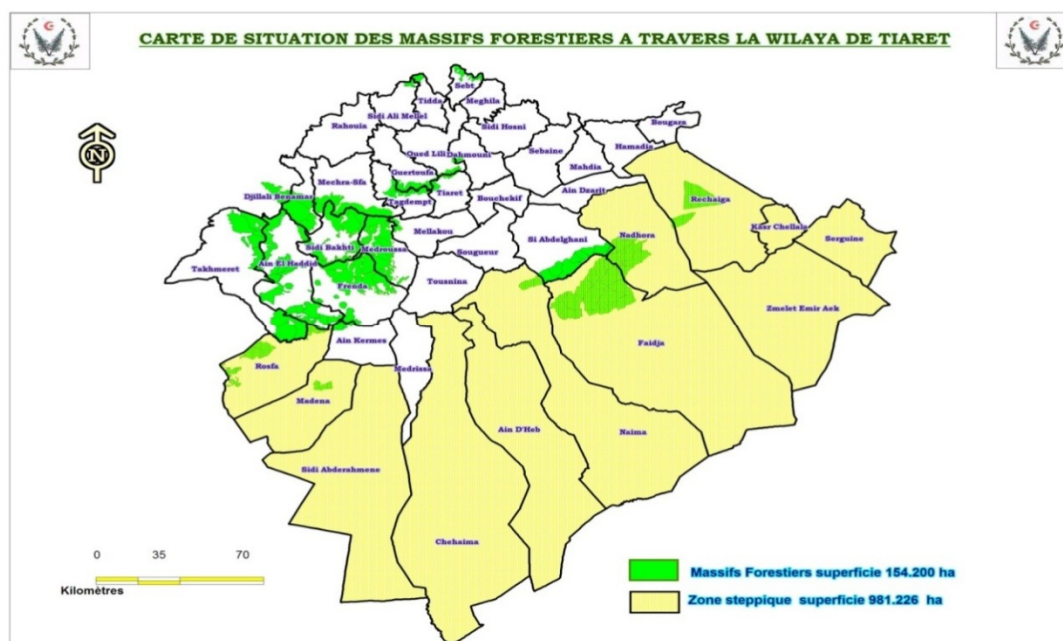 CARTE DE SITUATION DES MASSIFS FORESTIERS A TRAVERS LA WILAYA DE TIARET
N
Sebt
Tidda
Meghila
Sidi Ali Mellel
Rahouia
Sidi Hosni
Bougara
Hamadia
Oued Lili
Dahmouni
Sebaine
Mahdia
Mechra-Sfa
Guertoufa
Ain Dzarit
Djillali Benamar
Tagdempt
Tiaret
Bouchekif
Rechaiga
Kasr Chellala
Serguine
Mellakou
Si Abdelghani
Nadhora
Sidi Bakhti
Medroussa
Sougueur
Takhmeret
Ain El Haddid
Frenda
Tousnina
Zmelet Emir Aek
Ain Kermes
Faidja
Rosfa
Medrissa
Madena
Ain D'Heb
Naima
Sidi Abderahmene
Chehaima
0 35 70
Kilomètres
Massifs Forestiers superficie 154.200 ha
Zone steppique superficie 981.226 ha